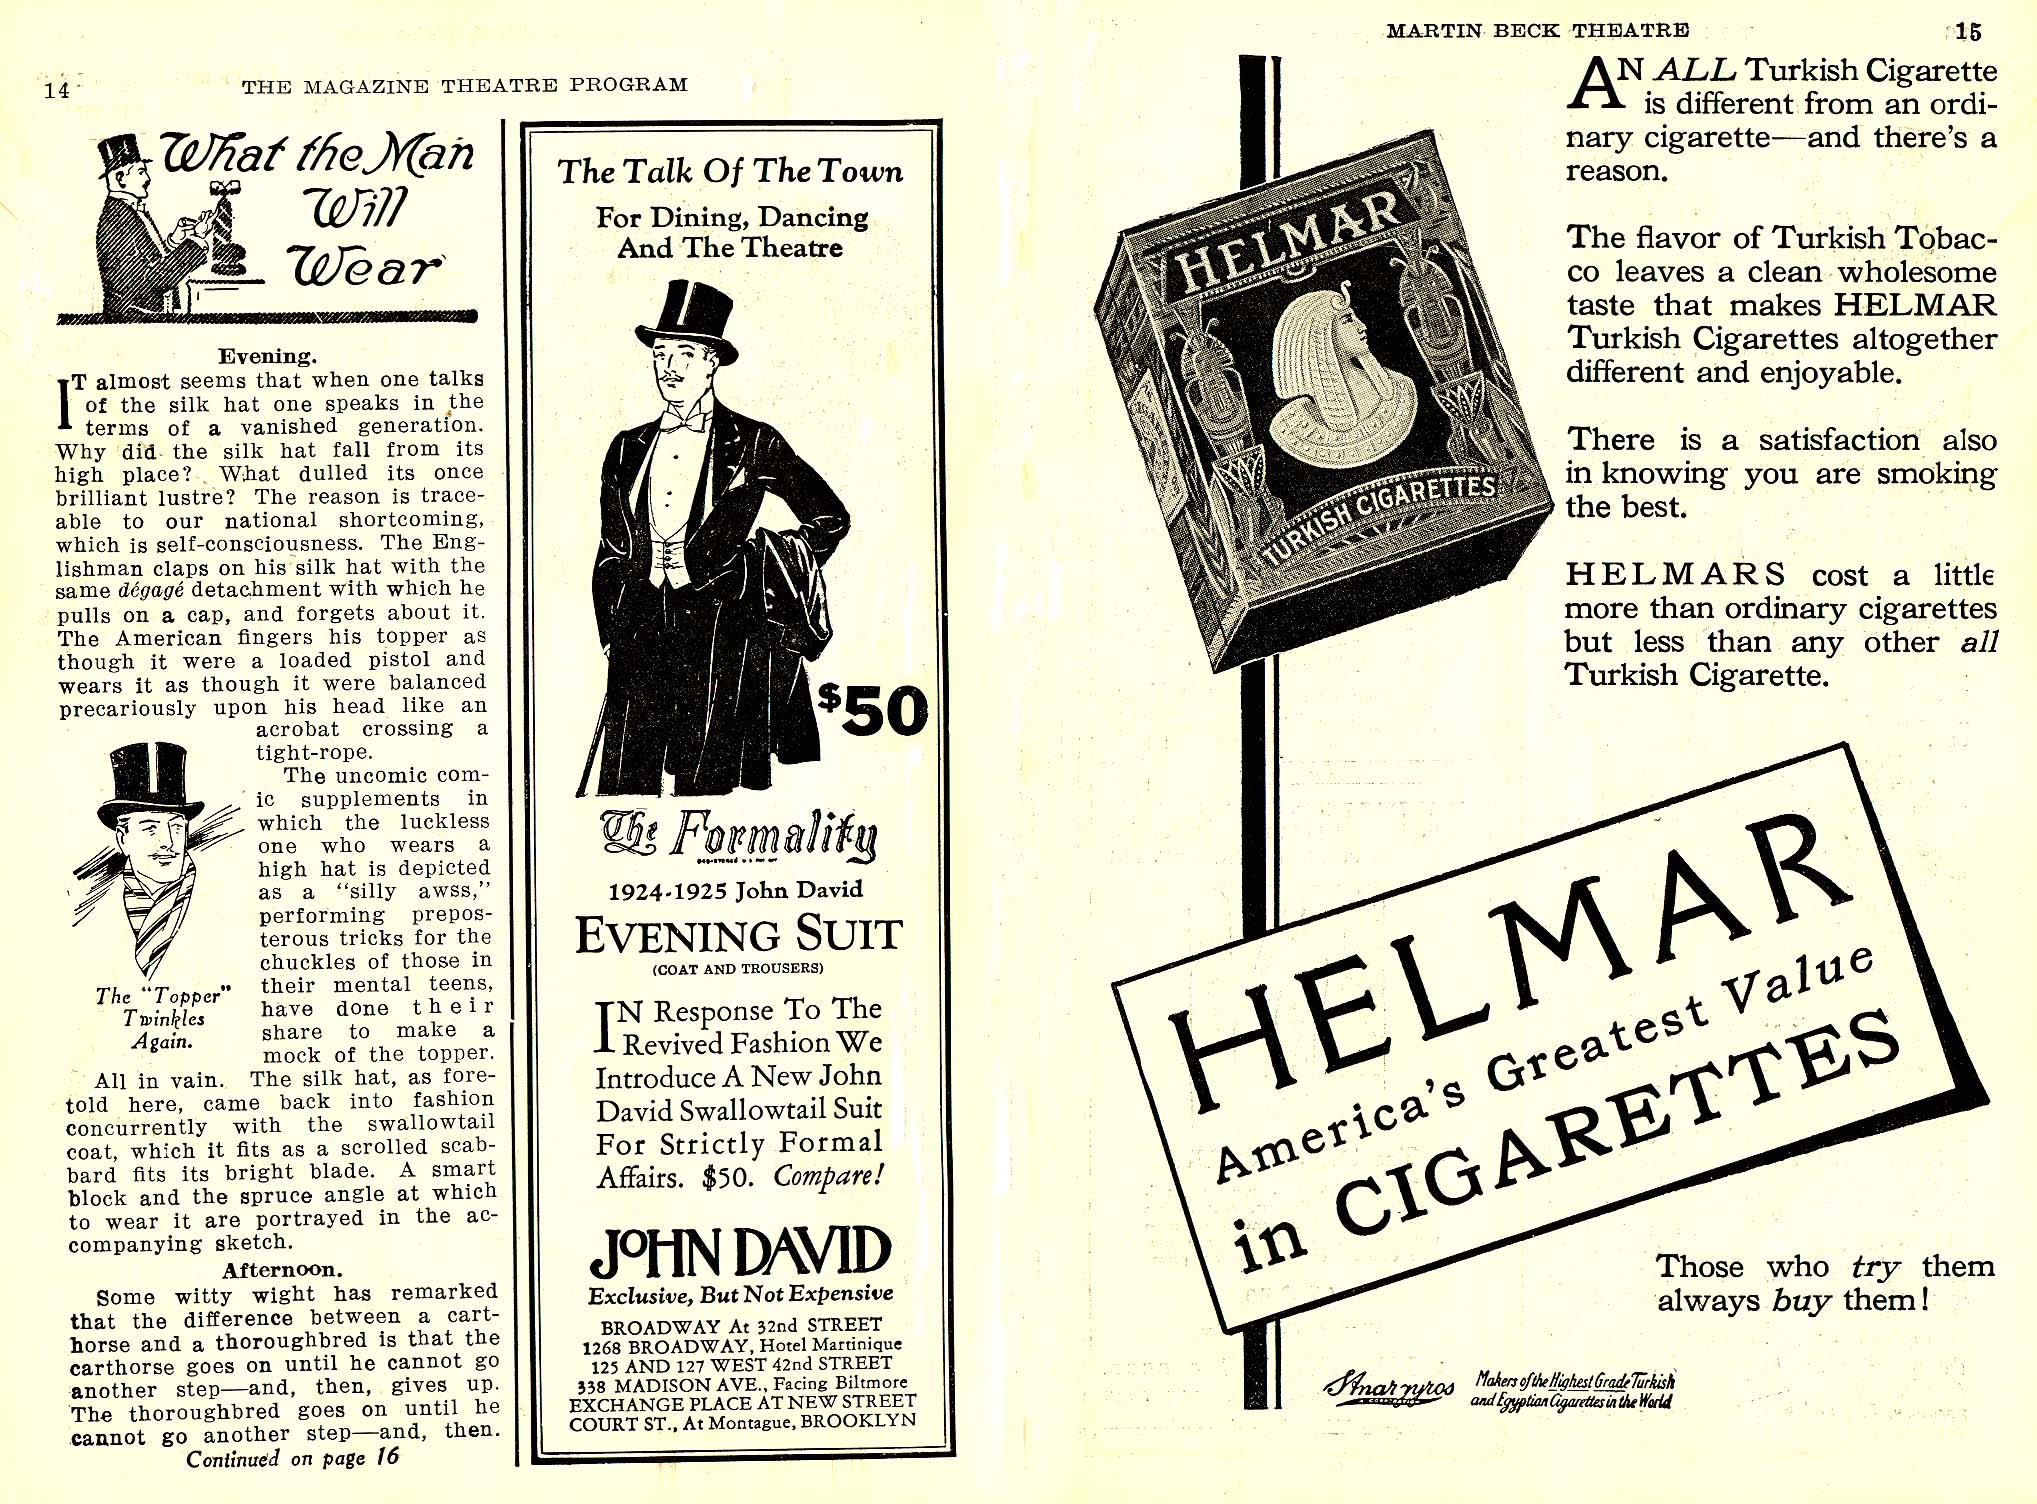 14
THE MAGAZINE THEATRE PROGRAM
What the Man
Will
Wear
Evening.
IT almost seems that when one talks
of the silk hat one speaks in the
terms of a vanished generation.
Why did the silk hat fall from its
high place? What dulled its once
brilliant lustre? The reason is trace-
able to our national shortcoming,
which is self-consciousness. The Eng-
lishman claps on his silk hat with the
same dégagé detachment with which he
pulls on a cap, and forgets about it.
The American fingers his topper as
though it were a loaded pistol and
wears it as though it were balanced
precariously upon his head like an
acrobat crossing a
tight-rope.
The uncomic com-
ic supplements in
which the luckless
one who wears a
high hat is depicted
as a "silly awss,"
performing prepos-
terous tricks for the
chuckles of those in
their mental teens,
have done their
share to make a
mock of the topper.
The "Topper"
Twinkles
Again.
All in vain. The silk hat, as fore-
told here, came back into fashion
concurrently with the swallowtail
coat, which it fits as a scrolled scab-
bard fits its bright blade. A smart
block and the spruce angle at which
to wear it are portrayed in the ac-
companying sketch.
Afternoon.
Some witty wight has remarked
that the difference between a cart-
horse and a thoroughbred is that the
carthorse goes on until he cannot go
another step—and, then, gives up.
The thoroughbred goes on until he
cannot go another step—and, then.
Continued on page 16
The Talk Of The Town
For Dining, Dancing
And The Theatre
$50
The Formality
1924-1925 John David
EVENING SUIT
(COAT AND TROUSERS)
IN Response To The
Revived Fashion We
Introduce A New John
David Swallowtail Suit
For Strictly Formal
Affairs. $50. Compare!
JOHN DAVID
Exclusive, But Not Expensive
BROADWAY At 32nd STREET
1268 BROADWAY, Hotel Martinique
125 AND 127 WEST 42nd STREET
338 MADISON AVE., Facing Biltmore
EXCHANGE PLACE AT NEW STREET
COURT ST., At Montague, BROOKLYN
MARTIN BECK THEATRE
15
HELMAR
TURKISH CIGARETTES
AN ALL Turkish Cigarette
is different from an ordi-
nary cigarette—and there's a
reason.
The flavor of Turkish Tobac-
co leaves a clean wholesome
taste that makes HELMAR
Turkish Cigarettes altogether
different and enjoyable.
There is a satisfaction also
in knowing you are smoking
the best.
HELMARS cost a little
more than ordinary cigarettes
but less than any other all
Turkish Cigarette.
HELMAR
America's Greatest Value
in CIGARETTES
Those who try them
always buy them!
S. Anargyros
Makers of the Highest Grade Turkish
and Egyptian Cigarettes in the World